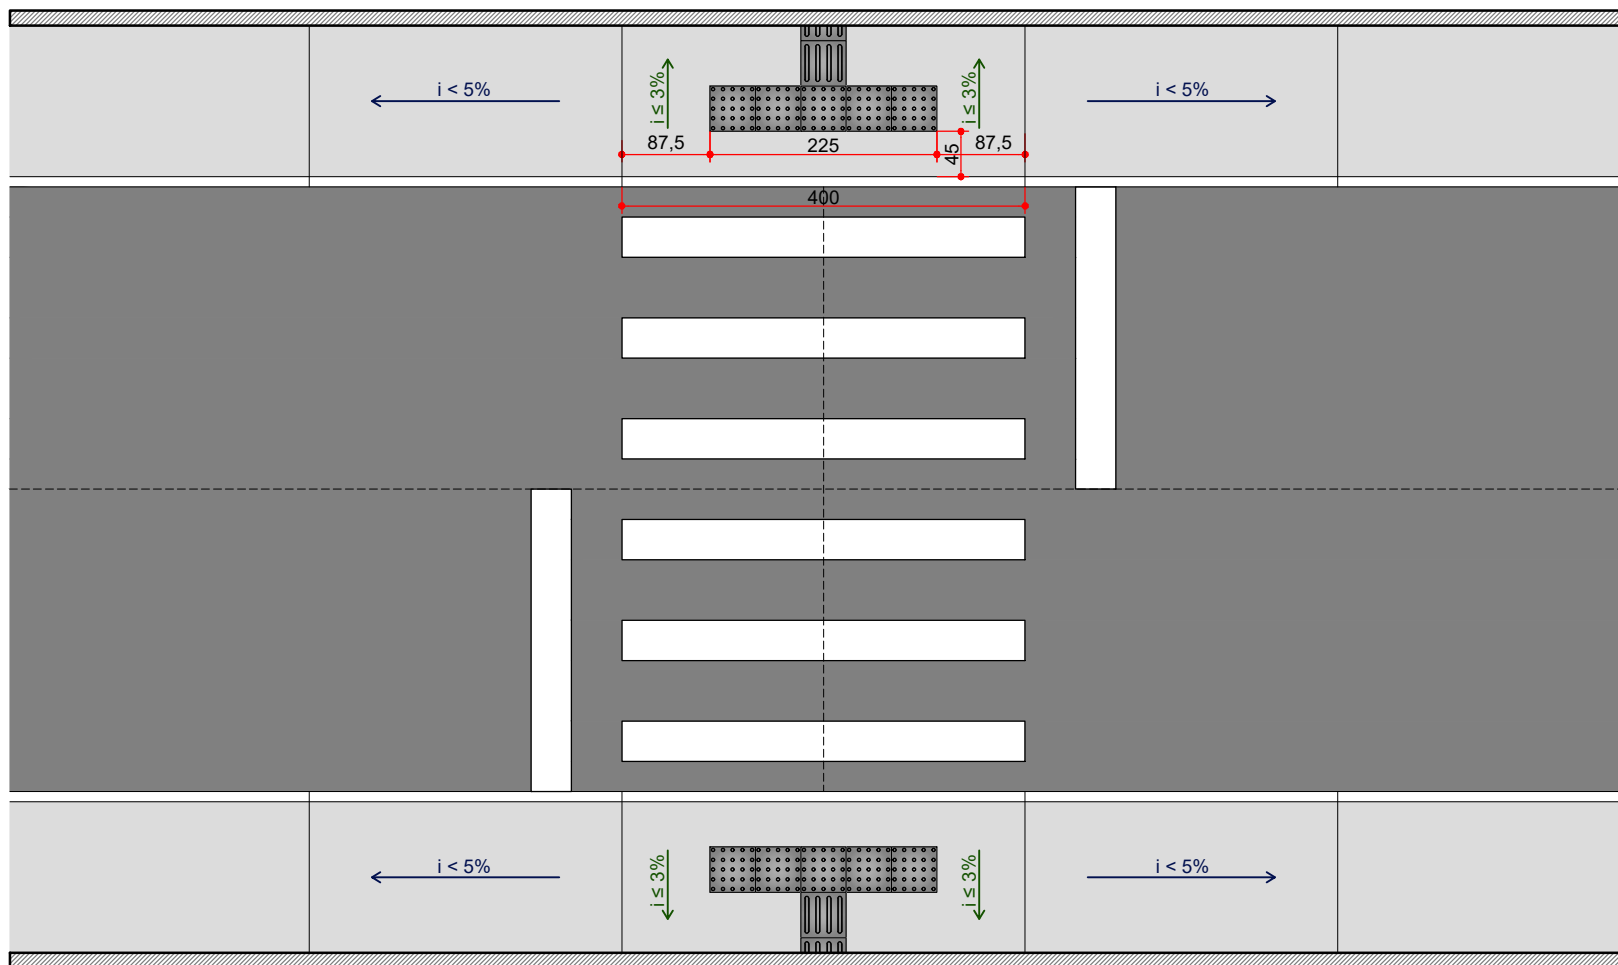 i < 5%
i ≤ 3%
i ≤ 3%
i < 5%
87,5
225
45
87,5
400
i < 5%
i ≤ 3%
i ≤ 3%
i < 5%